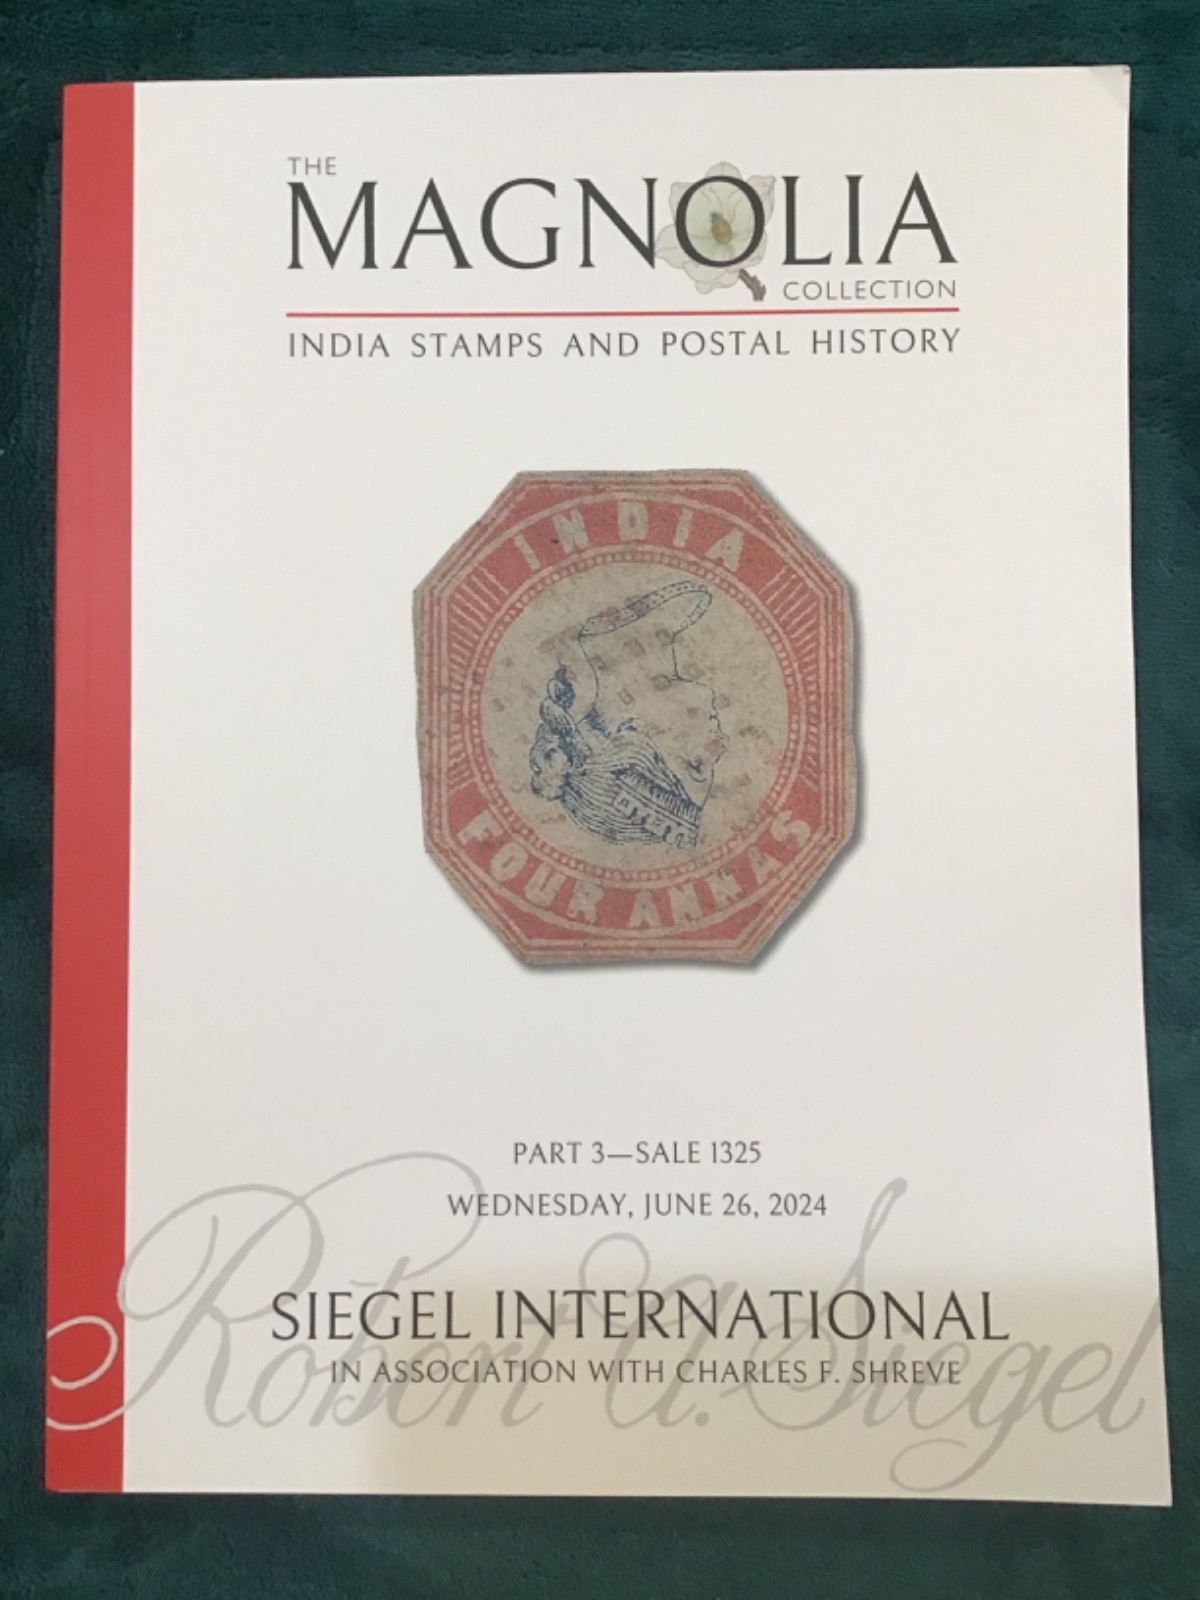 THE
MAGNOLIA
COLLECTION
INDIA STAMPS AND POSTAL HISTORY
INDIA
FOUR ANNAS
PART 3—SALE 1325
WEDNESDAY, JUNE 26, 2024
SIEGEL INTERNATIONAL
IN ASSOCIATION WITH CHARLES F. SHREVE
Robert A. Siegel